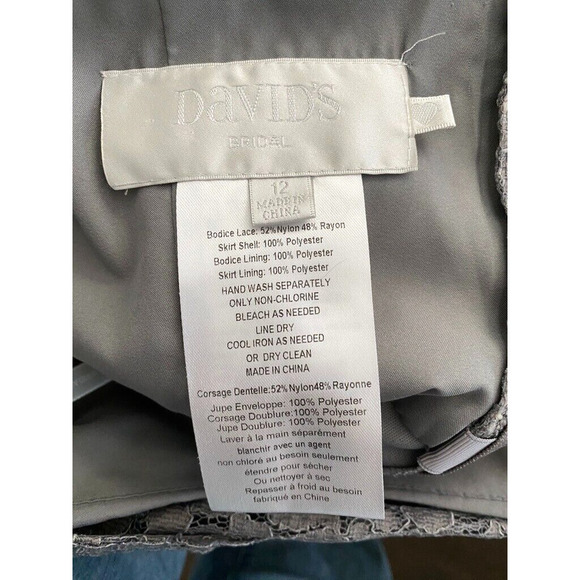 DAVID'S
BRIDAL
12
MADE IN
CHINA
Bodice Lace: 52%Nylon 48% Rayon
Skirt Shell: 100% Polyester
Bodice Lining: 100% Polyester
Skirt Lining: 100% Polyester
HAND WASH SEPARATELY
ONLY NON-CHLORINE
BLEACH AS NEEDED
LINE DRY
COOL IRON AS NEEDED
OR DRY CLEAN
MADE IN CHINA
Corsage Dentelle:52%Nylon48%Rayonne
Jupe Enveloppe: 100% Polyester
Corsage Doublure: 100% Polyester
Jupe Doublure: 100% Polyester
Laver à la main séparément
blanchir avec un agent
non chloré au besoin seulement
étendre pour sécher
Ou nettoyer à sec
Repasser à froid au besoin
fabriqué en Chine